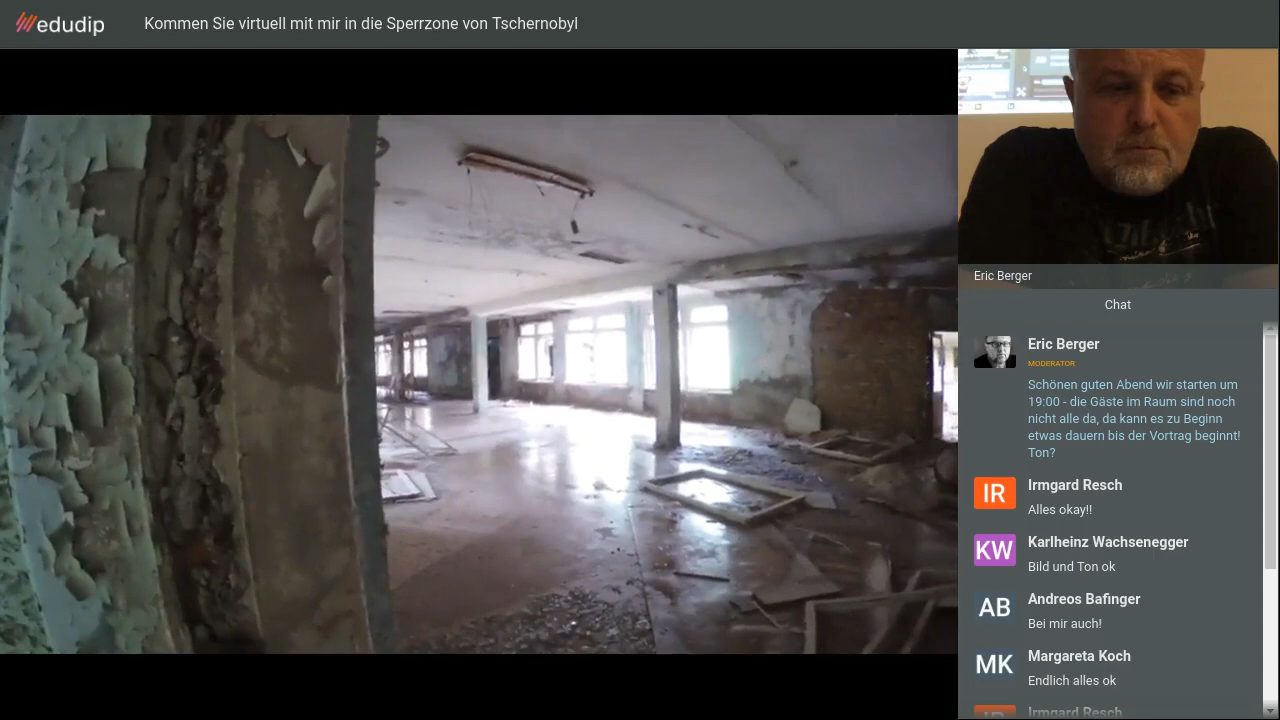 edudip
Kommen Sie virtuell mit mir in die Sperrzone von Tschernobyl
Eric Berger
Chat
Eric Berger
MODERATOR
Schönen guten Abend wir starten um
19:00 - die Gäste im Raum sind noch
nicht alle da, da kann es zu Beginn
etwas dauern bis der Vortrag beginnt!
Ton?
IR
Irmgard Resch
Alles okay!!
KW
Karlheinz Wachsenegger
Bild und Ton ok
AB
Andreos Bafinger
Bei mir auch!
MK
Margareta Koch
Endlich alles ok
IR
Irmgard Resch